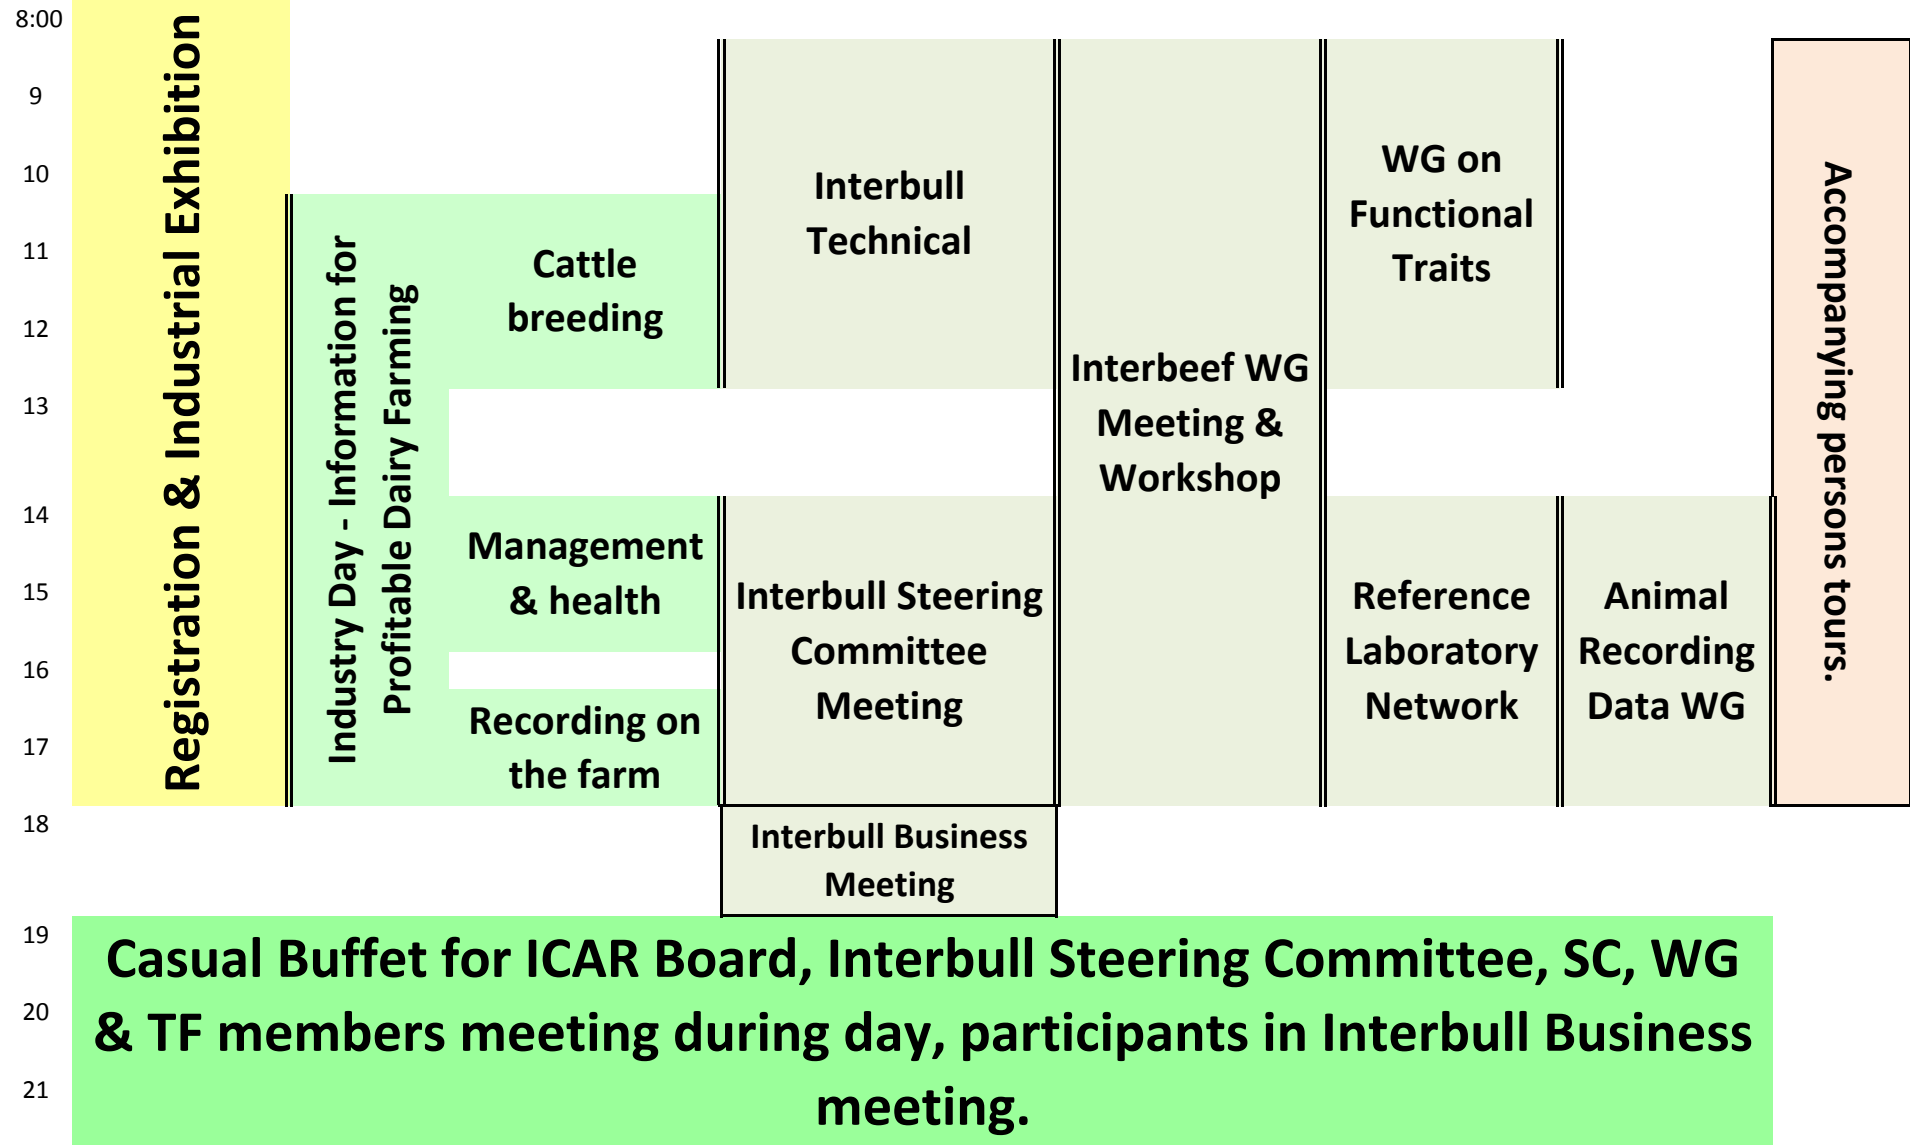 8:00
9
10
11
12
13
14
15
16
17
18
19
20
21
Registration & Industrial Exhibition
Industry Day - Information for
Profitable Dairy Farming
Cattle
breeding
Management
& health
Recording on
the farm
Interbull
Technical
Interbull Steering
Committee
Meeting
Interbull Business
Meeting
Interbeef WG
Meeting &
Workshop
WG on
Functional
Traits
Reference
Laboratory
Network
Animal
Recording
Data WG
Accompanying persons tours.
Casual Buffet for ICAR Board, Interbull Steering Committee, SC, WG
& TF members meeting during day, participants in Interbull Business
meeting.